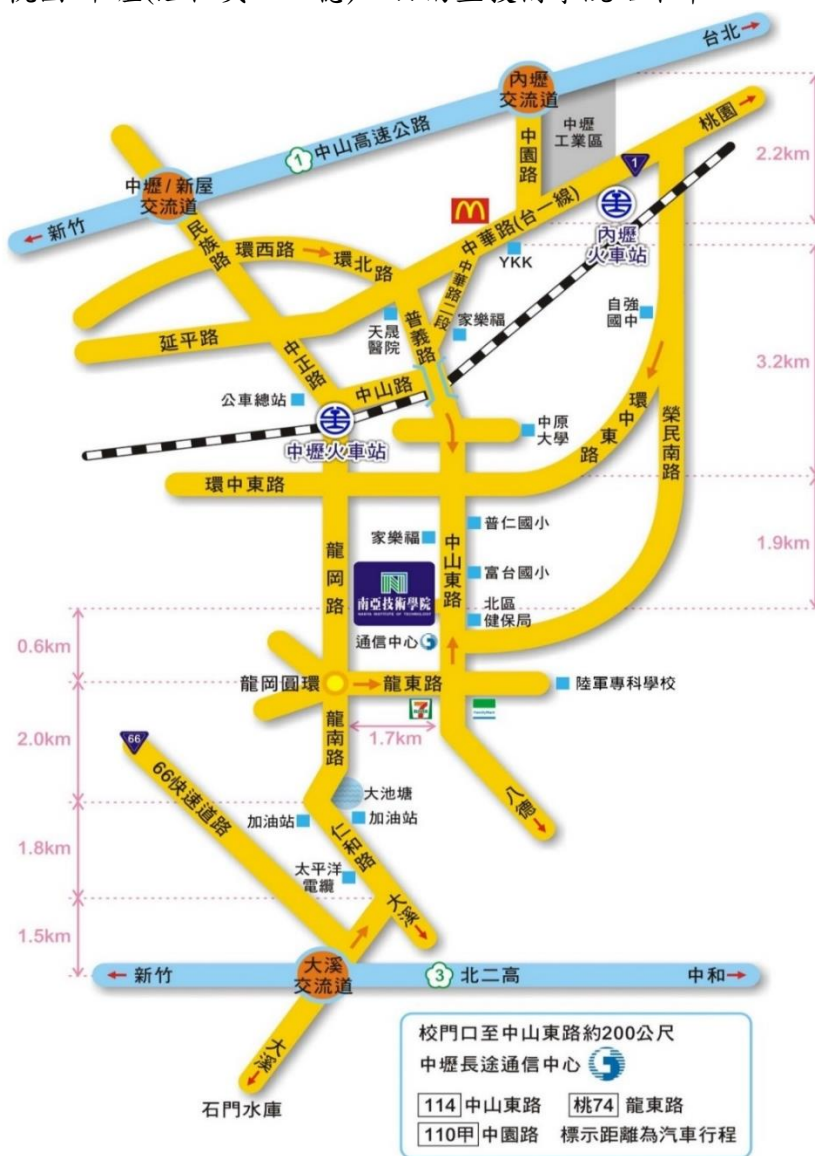 台北
內壢
交流道
中壢
工業區
中園路
桃園
1
中山高速公路
1
2.2km
中壢/新屋
交流道
新竹
民族路
環西路
環北路
中華路(台一線)
內壢
火車站
YKK
中華路二段
自強
國中
延平路
天晟
醫院
普義路
家樂福
3.2km
中正路
公車總站
中山路
中壢火車站
中原
大學
環中東路
榮民南路
環中東路
普仁國小
家樂福
中山東路
1.9km
龍岡路
富台國小
南亞技術學院
NANYA INSTITUTE OF TECHNOLOGY
北區
健保局
通信中心
0.6km
龍岡圓環
龍東路
陸軍專科學校
7
1.7km
2.0km
龍南路
66
66快速道路
大池塘
加油站
加油站
八德
仁和路
1.8km
太平洋
電纜
大溪
1.5km
新竹
大溪
交流道
3
北二高
中和
大溪
石門水庫
校門口至中山東路約200公尺
中壢長途通信中心
114 中山東路 桃74 龍東路
110甲 中園路 標示距離為汽車行程